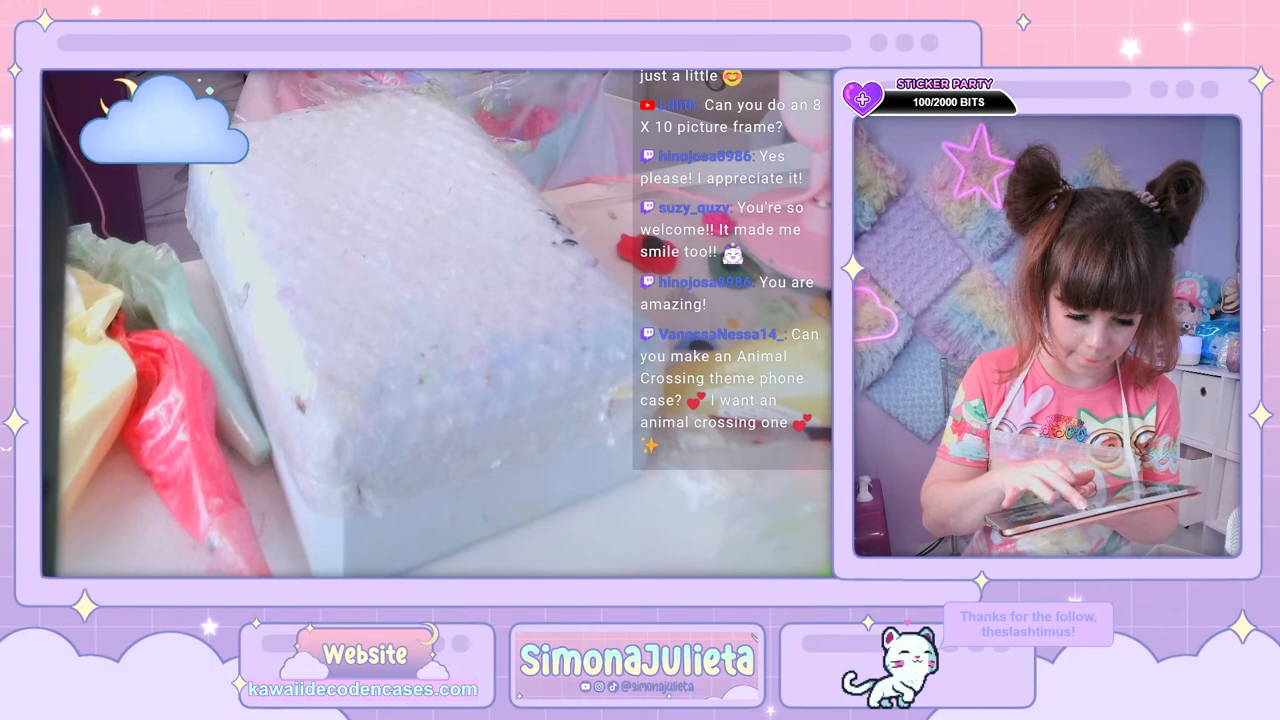 just a little
Can you do an 8
X 10 picture frame?
hinojosa8986: Yes
please! I appreciate it!
suzy_quzy: You're so
welcome!! It made me
smile too!!
hinojosa8986: You are
amazing!
VanessaNessa14_: Can
you make an Animal
Crossing theme phone
case? 💕 I want an
animal crossing one 💕
✨
STICKER PARTY
100/2000 BITS
Website
kawaiidecodencases.com
SimonaJulieta
@simonajulieta
Thanks for the follow,
theslashtimus!